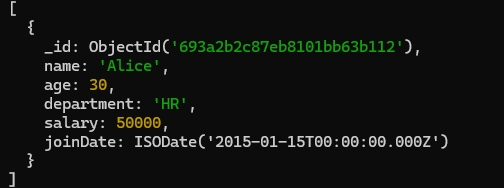 [
  {
    _id: ObjectId('693a2b2c87eb8101bb63b112'),
    name: 'Alice',
    age: 30,
    department: 'HR',
    salary: 50000,
    joinDate: ISODate('2015-01-15T00:00:00.000Z')
  }
]